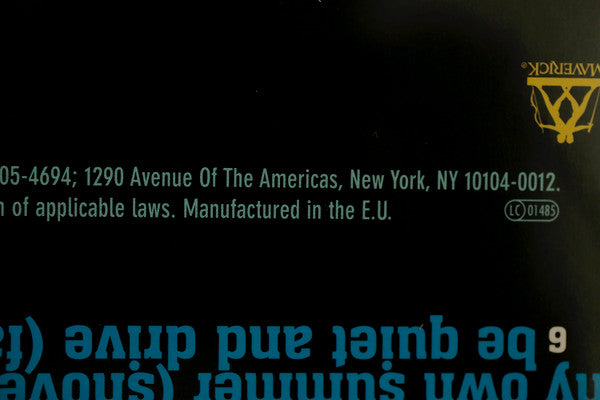 MAVERICK®
05-4694; 1290 Avenue Of The Americas, New York, NY 10104-0012.
n of applicable laws. Manufactured in the E.U.
LC 01485
my own summer (shove
6 be quiet and drive (fa